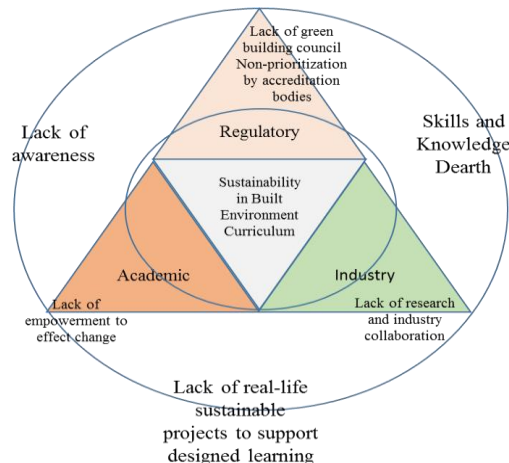 Lack of green
building council
Non-prioritization
by accreditation
bodies
Regulatory
Lack of
awareness
Skills and
Knowledge
Dearth
Sustainability
in Built
Environment
Curriculum
Academic
Industry
Lack of
empowerment to
effect change
Lack of research
and industry
collaboration
Lack of real-life
sustainable
projects to support
designed learning